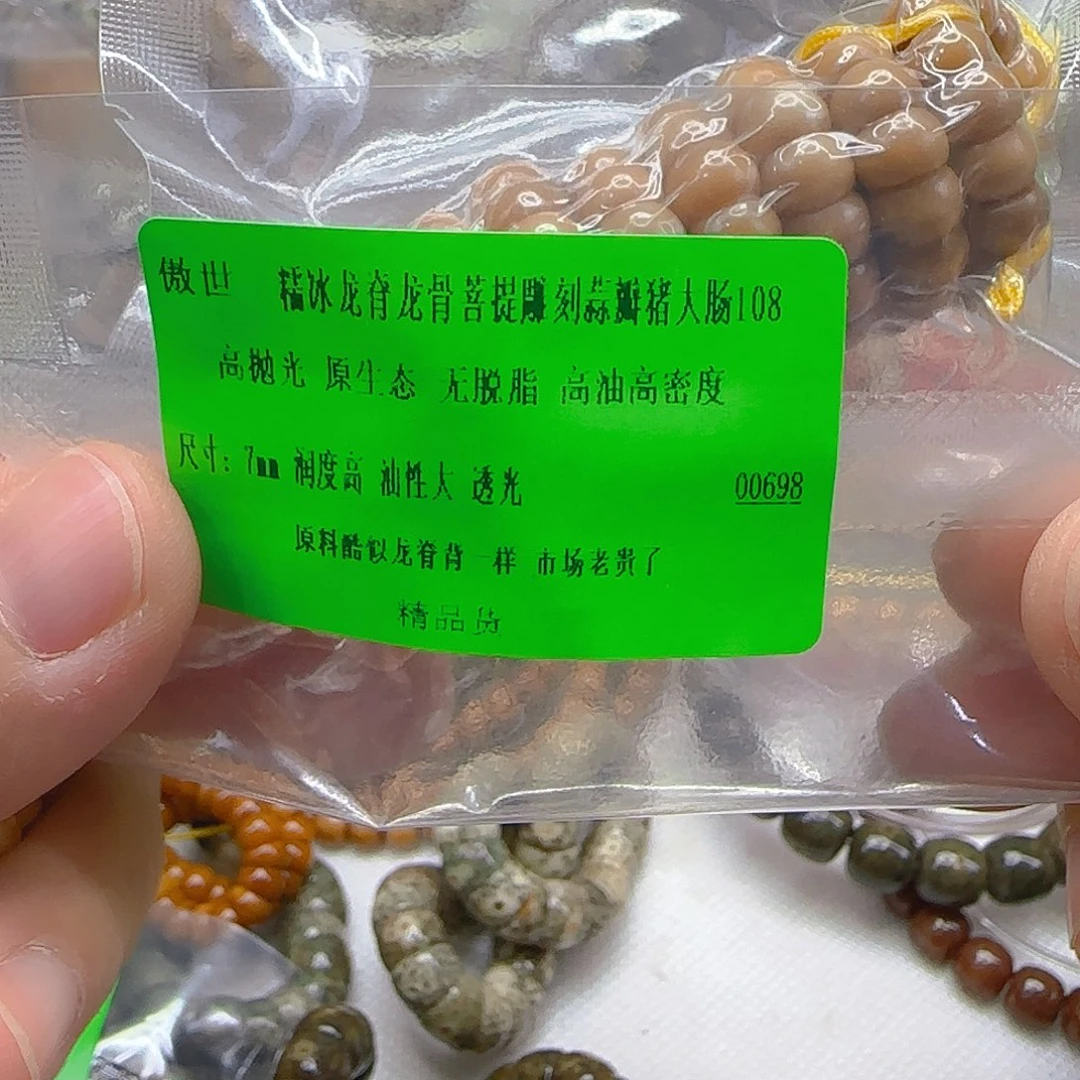 傲世 糯冰龙脊龙骨菩提雕刻蒜瓣猪大肠108
高抛光 原生态 无脱脂 高油高密度
尺寸：7mm 润度高 油性大 透光 00698
原料酷似龙脊背一样 市场老贵了
精品货